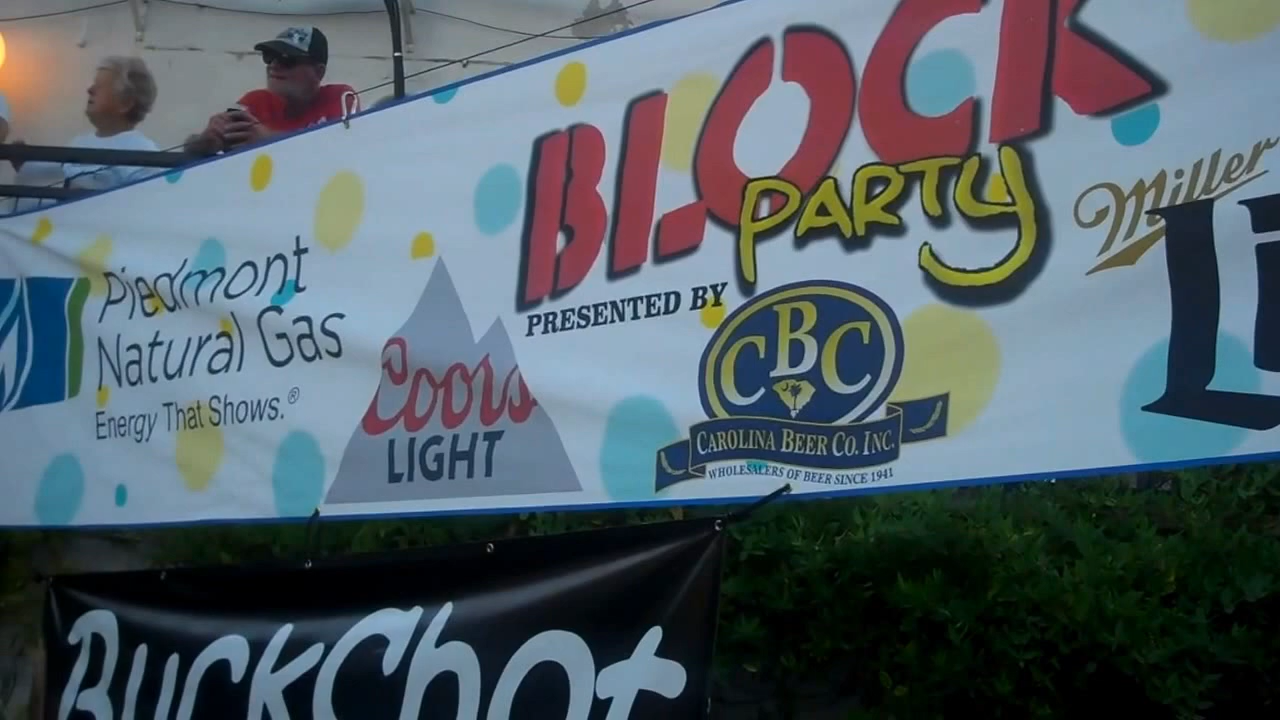 BLOCK
PARTY
PRESENTED BY
Piedmont
Natural Gas
Energy That Shows.®
Coors
LIGHT
CBC
CAROLINA BEER CO. INC.
WHOLESALERS OF BEER SINCE 1941
Miller
Li
BuckShot